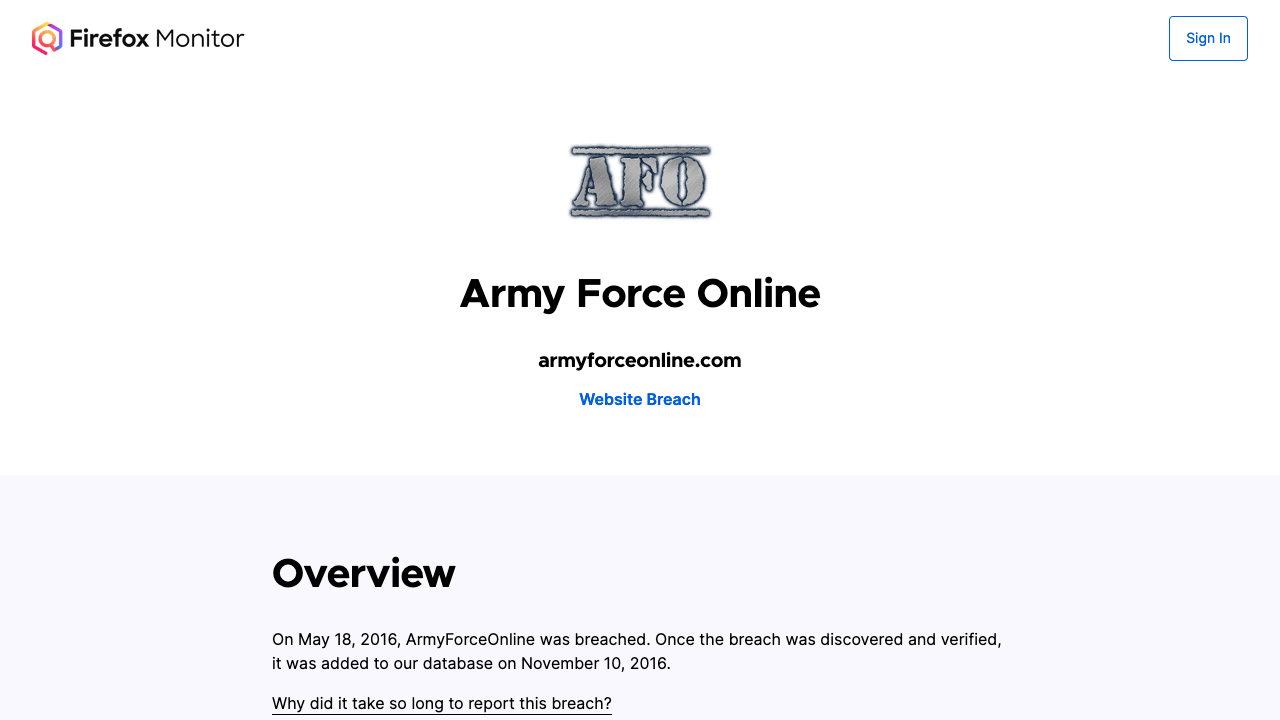 Firefox Monitor
Sign In
AFO
Army Force Online
armyforceonline.com
Website Breach
Overview
On May 18, 2016, ArmyForceOnline was breached. Once the breach was discovered and verified,
it was added to our database on November 10, 2016.
Why did it take so long to report this breach?